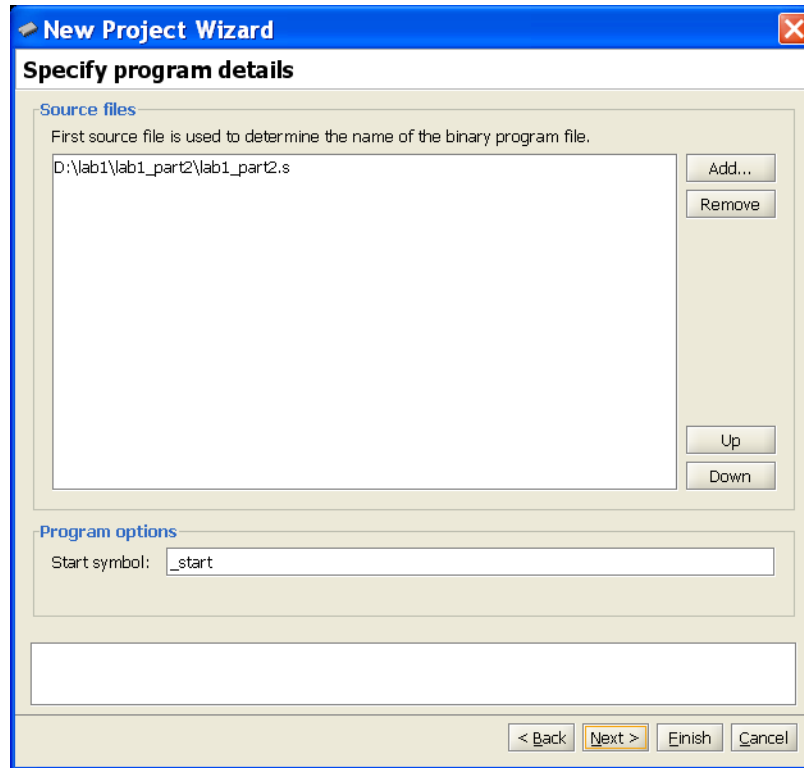 New Project Wizard
Specify program details
Source files
First source file is used to determine the name of the binary program file.
D:\lab1\lab1_part2\lab1_part2.s
Add...
Remove
Up
Down
Program options
Start symbol: _start
< Back Next > Finish Cancel